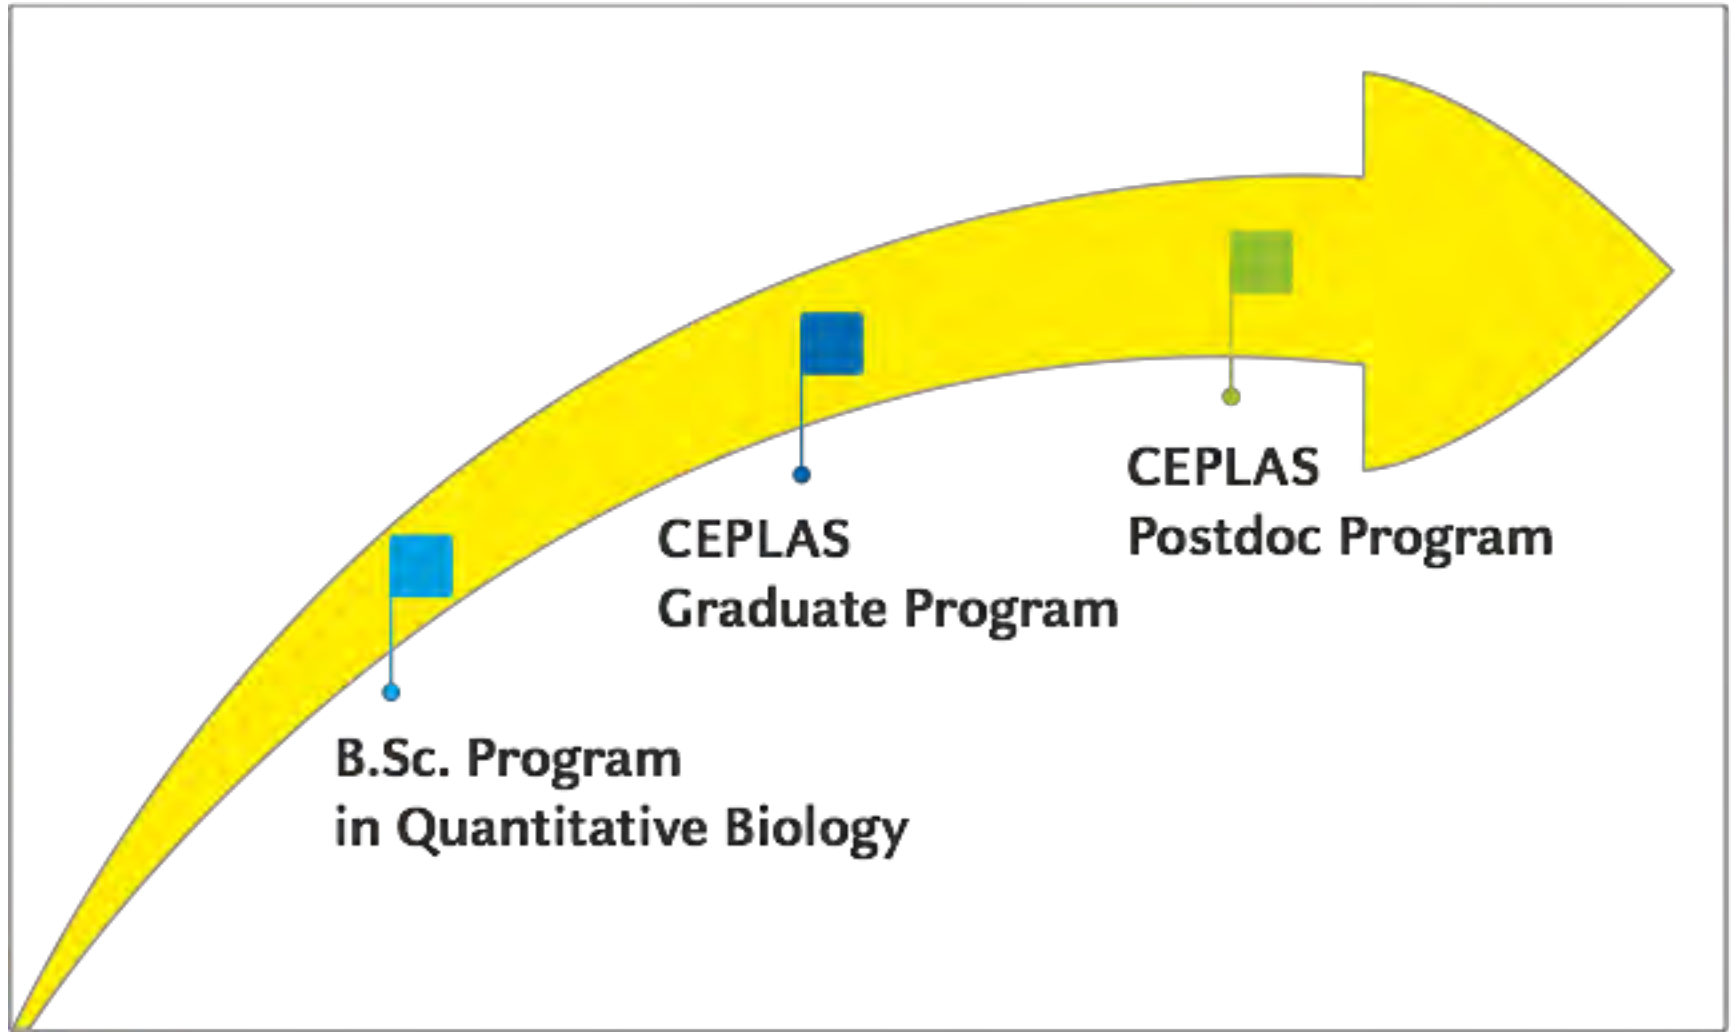 B.Sc. Program
in Quantitative Biology
CEPLAS
Graduate Program
CEPLAS
Postdoc Program